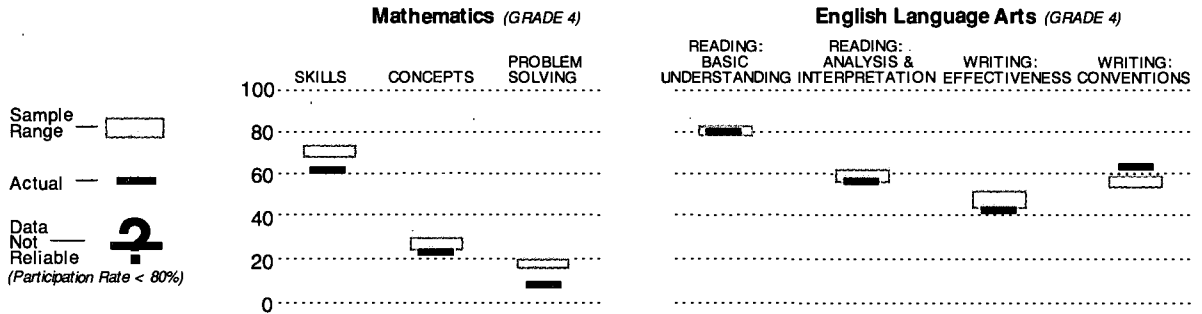 Mathematics (GRADE 4)
English Language Arts (GRADE 4)
SKILLS
CONCEPTS
PROBLEM
SOLVING
READING:
BASIC
UNDERSTANDING
READING:
ANALYSIS &
INTERPRETATION
WRITING:
EFFECTIVENESS
WRITING:
CONVENTIONS
100
80
60
40
20
0
Sample
Range
Actual
Data
Not
Reliable
?
(Participation Rate < 80%)